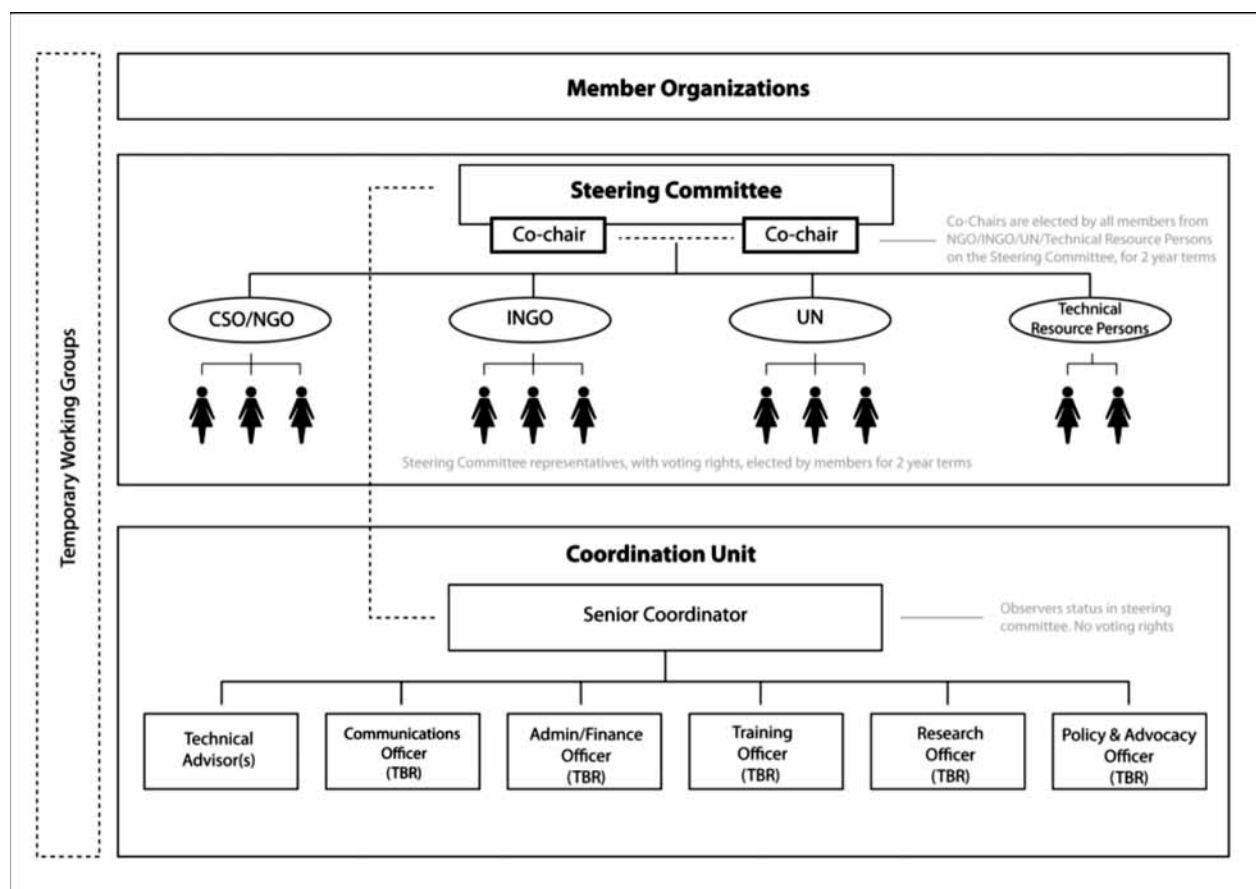 Temporary Working Groups
Member Organizations
Steering Committee
Co-chair
Co-chair
Co-Chairs are elected by all members from
NGO/INGO/UN/Technical Resource Persons
on the Steering Committee, for 2 year terms
CSO/NGO
INGO
UN
Technical
Resource Persons
Steering Committee representatives, with voting rights, elected by members for 2 year terms
Coordination Unit
Senior Coordinator
Observers status in steering
committee. No voting rights
Technical
Advisor(s)
Communications
Officer
(TBR)
Admin/Finance
Officer
(TBR)
Training
Officer
(TBR)
Research
Officer
(TBR)
Policy & Advocacy
Officer
(TBR)